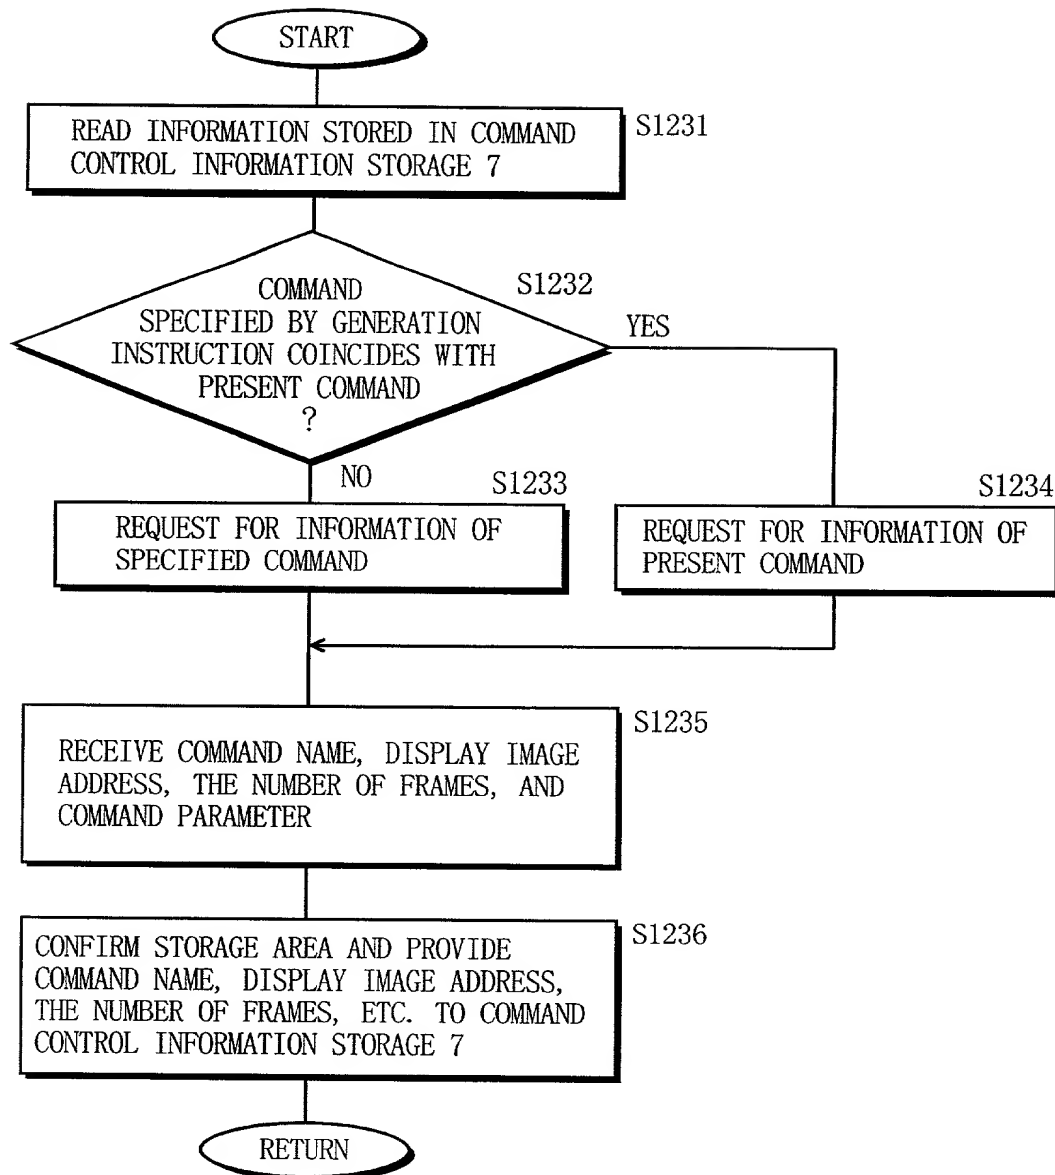 START
READ INFORMATION STORED IN COMMAND
CONTROL INFORMATION STORAGE 7
S1231
COMMAND
SPECIFIED BY GENERATION
INSTRUCTION COINCIDES WITH
PRESENT COMMAND
?
S1232
YES
NO
S1233
REQUEST FOR INFORMATION OF
SPECIFIED COMMAND
S1234
REQUEST FOR INFORMATION OF
PRESENT COMMAND
S1235
RECEIVE COMMAND NAME, DISPLAY IMAGE
ADDRESS, THE NUMBER OF FRAMES, AND
COMMAND PARAMETER
S1236
CONFIRM STORAGE AREA AND PROVIDE
COMMAND NAME, DISPLAY IMAGE ADDRESS,
THE NUMBER OF FRAMES, ETC. TO COMMAND
CONTROL INFORMATION STORAGE 7
RETURN